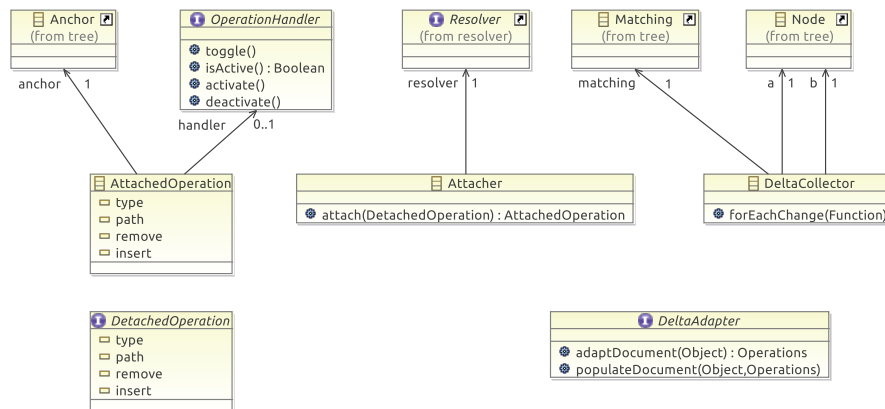 Anchor
(from tree)
OperationHandler
toggle()
isActive() : Boolean
activate()
deactivate()
Resolver
(from resolver)
Matching
(from tree)
Node
(from tree)
anchor 1
handler 0..1
resolver 1
matching 1
a 1
b 1
AttachedOperation
type
path
remove
insert
Attacher
attach(DetachedOperation) : AttachedOperation
DeltaCollector
forEachChange(Function)
DetachedOperation
type
path
remove
insert
DeltaAdapter
adaptDocument(Object) : Operations
populateDocument(Object,Operations)